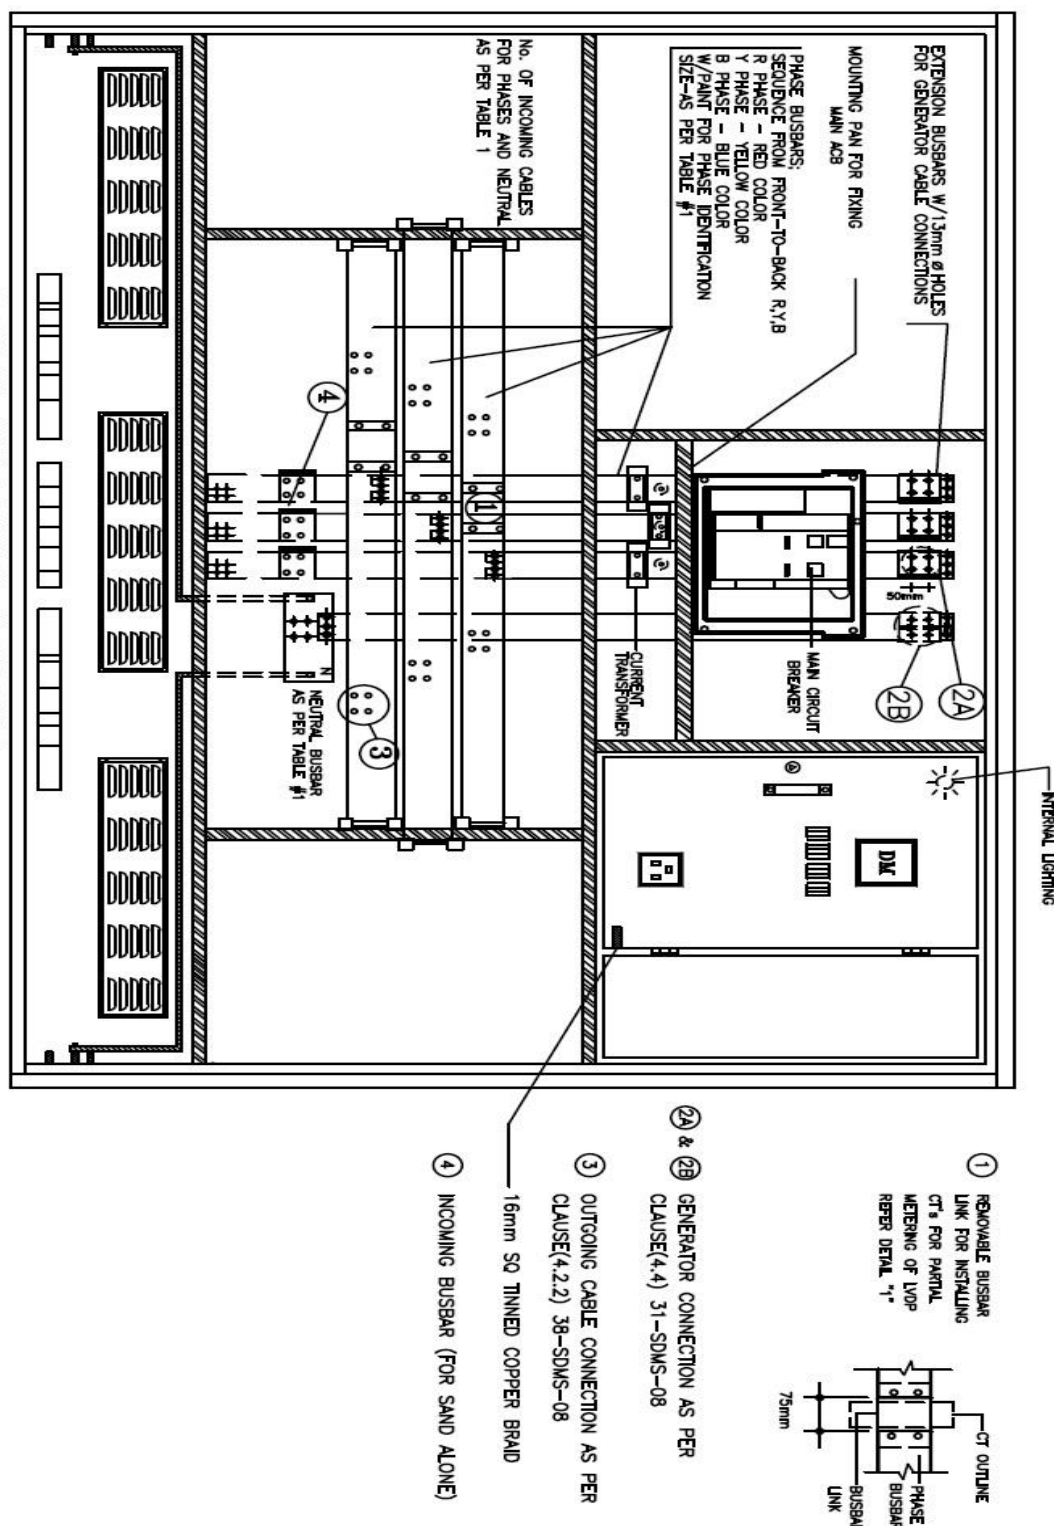 EXTENSION BUSBARS W/13mm ø HOLES
FOR GENERATOR CABLE CONNECTIONS
MOUNTING PAN FOR FIXING
MAIN ACB
PHASE BUSBARS;
SEQUENCE FROM FRONT-TO-BACK R,Y,B
R PHASE - RED COLOR
Y PHASE - YELLOW COLOR
B PHASE - BLUE COLOR
W/PAINT FOR PHASE IDENTIFICATION
SIZE-AS PER TABLE #1
No. OF INCOMING CABLES
FOR PHASES AND NEUTRAL
AS PER TABLE 1
INTERNAL LIGHTING
2A
2B
50mm
MAIN CIRCUIT
BREAKER
CURRENT
TRANSFORMER
DM
1
4
3
N
NEUTRAL BUSBAR
AS PER TABLE #1
1 REMOVABLE BUSBAR
LINK FOR INSTALLING
CT's FOR PARTIAL
METERING OF LVDP
REFER DETAIL "1"
CT OUTLINE
PHASE
BUSBAR
BUSBAR
LINK
75mm
2A & 2B GENERATOR CONNECTION AS PER
CLAUSE(4.4) 31-SDMS-08
3 OUTGOING CABLE CONNECTION AS PER
CLAUSE(4.2.2) 38-SDMS-08
16mm SQ TINNED COPPER BRAID
4 INCOMING BUSBAR (FOR SAND ALONE)